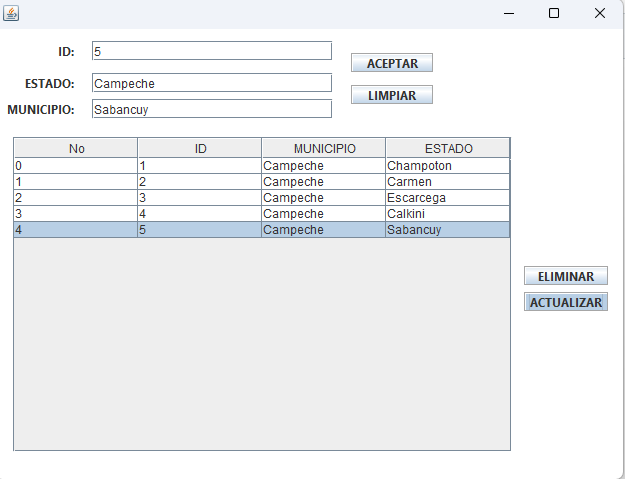 ID: 5
ACEPTAR
ESTADO: Campeche
LIMPIAR
MUNICIPIO: Sabancuy
No ID MUNICIPIO ESTADO
0 1 Campeche Champoton
1 2 Campeche Carmen
2 3 Campeche Escarcega
3 4 Campeche Calkini
4 5 Campeche Sabancuy
ELIMINAR
ACTUALIZAR